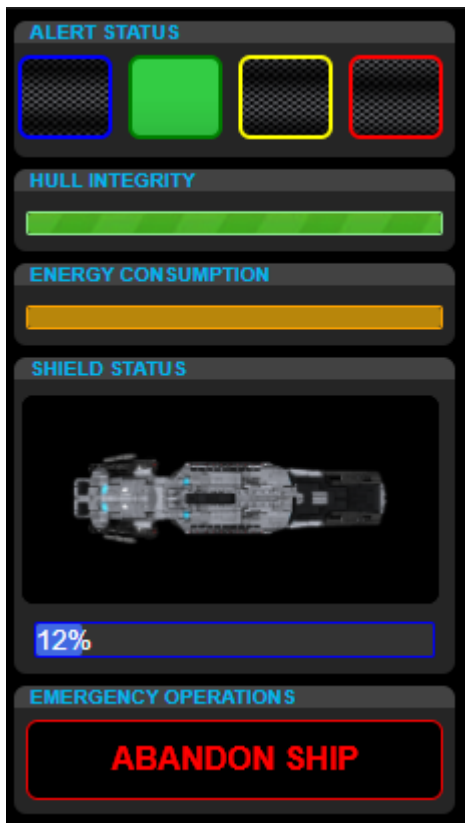 ALERT STATUS
HULL INTEGRITY
ENERGY CONSUMPTION
SHIELD STATUS
12%
EMERGENCY OPERATIONS
ABANDON SHIP